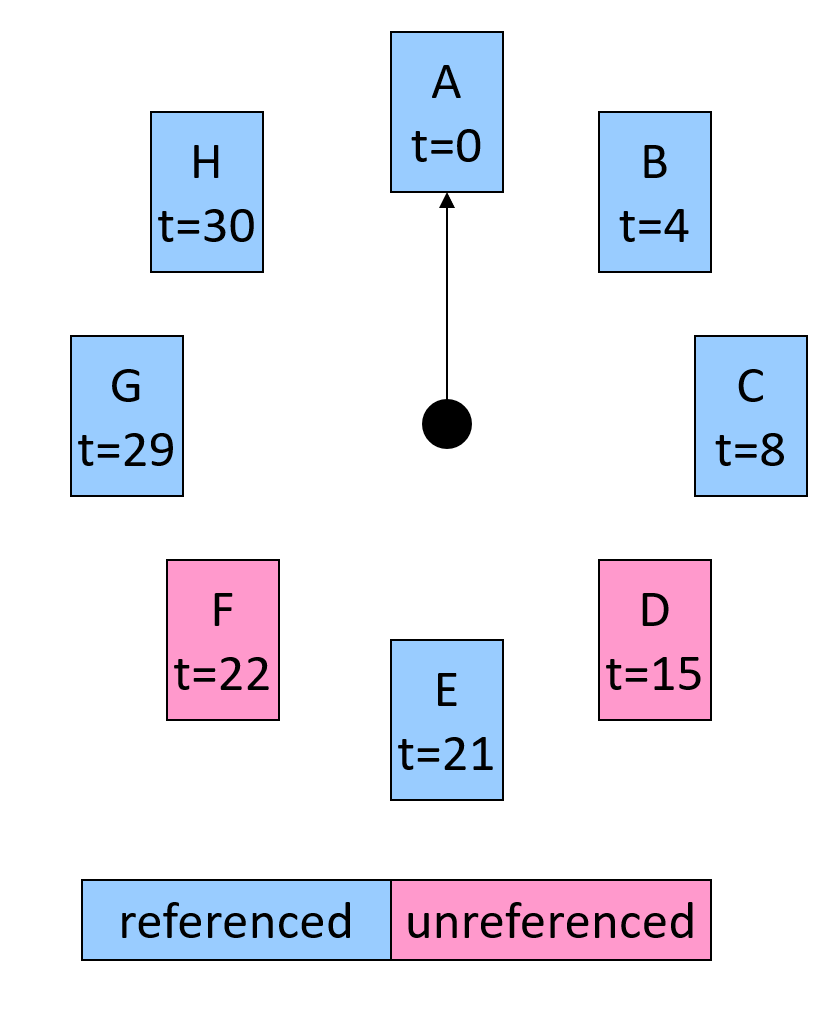 A
t=0
B
t=4
C
t=8
D
t=15
E
t=21
F
t=22
G
t=29
H
t=30
referenced
unreferenced